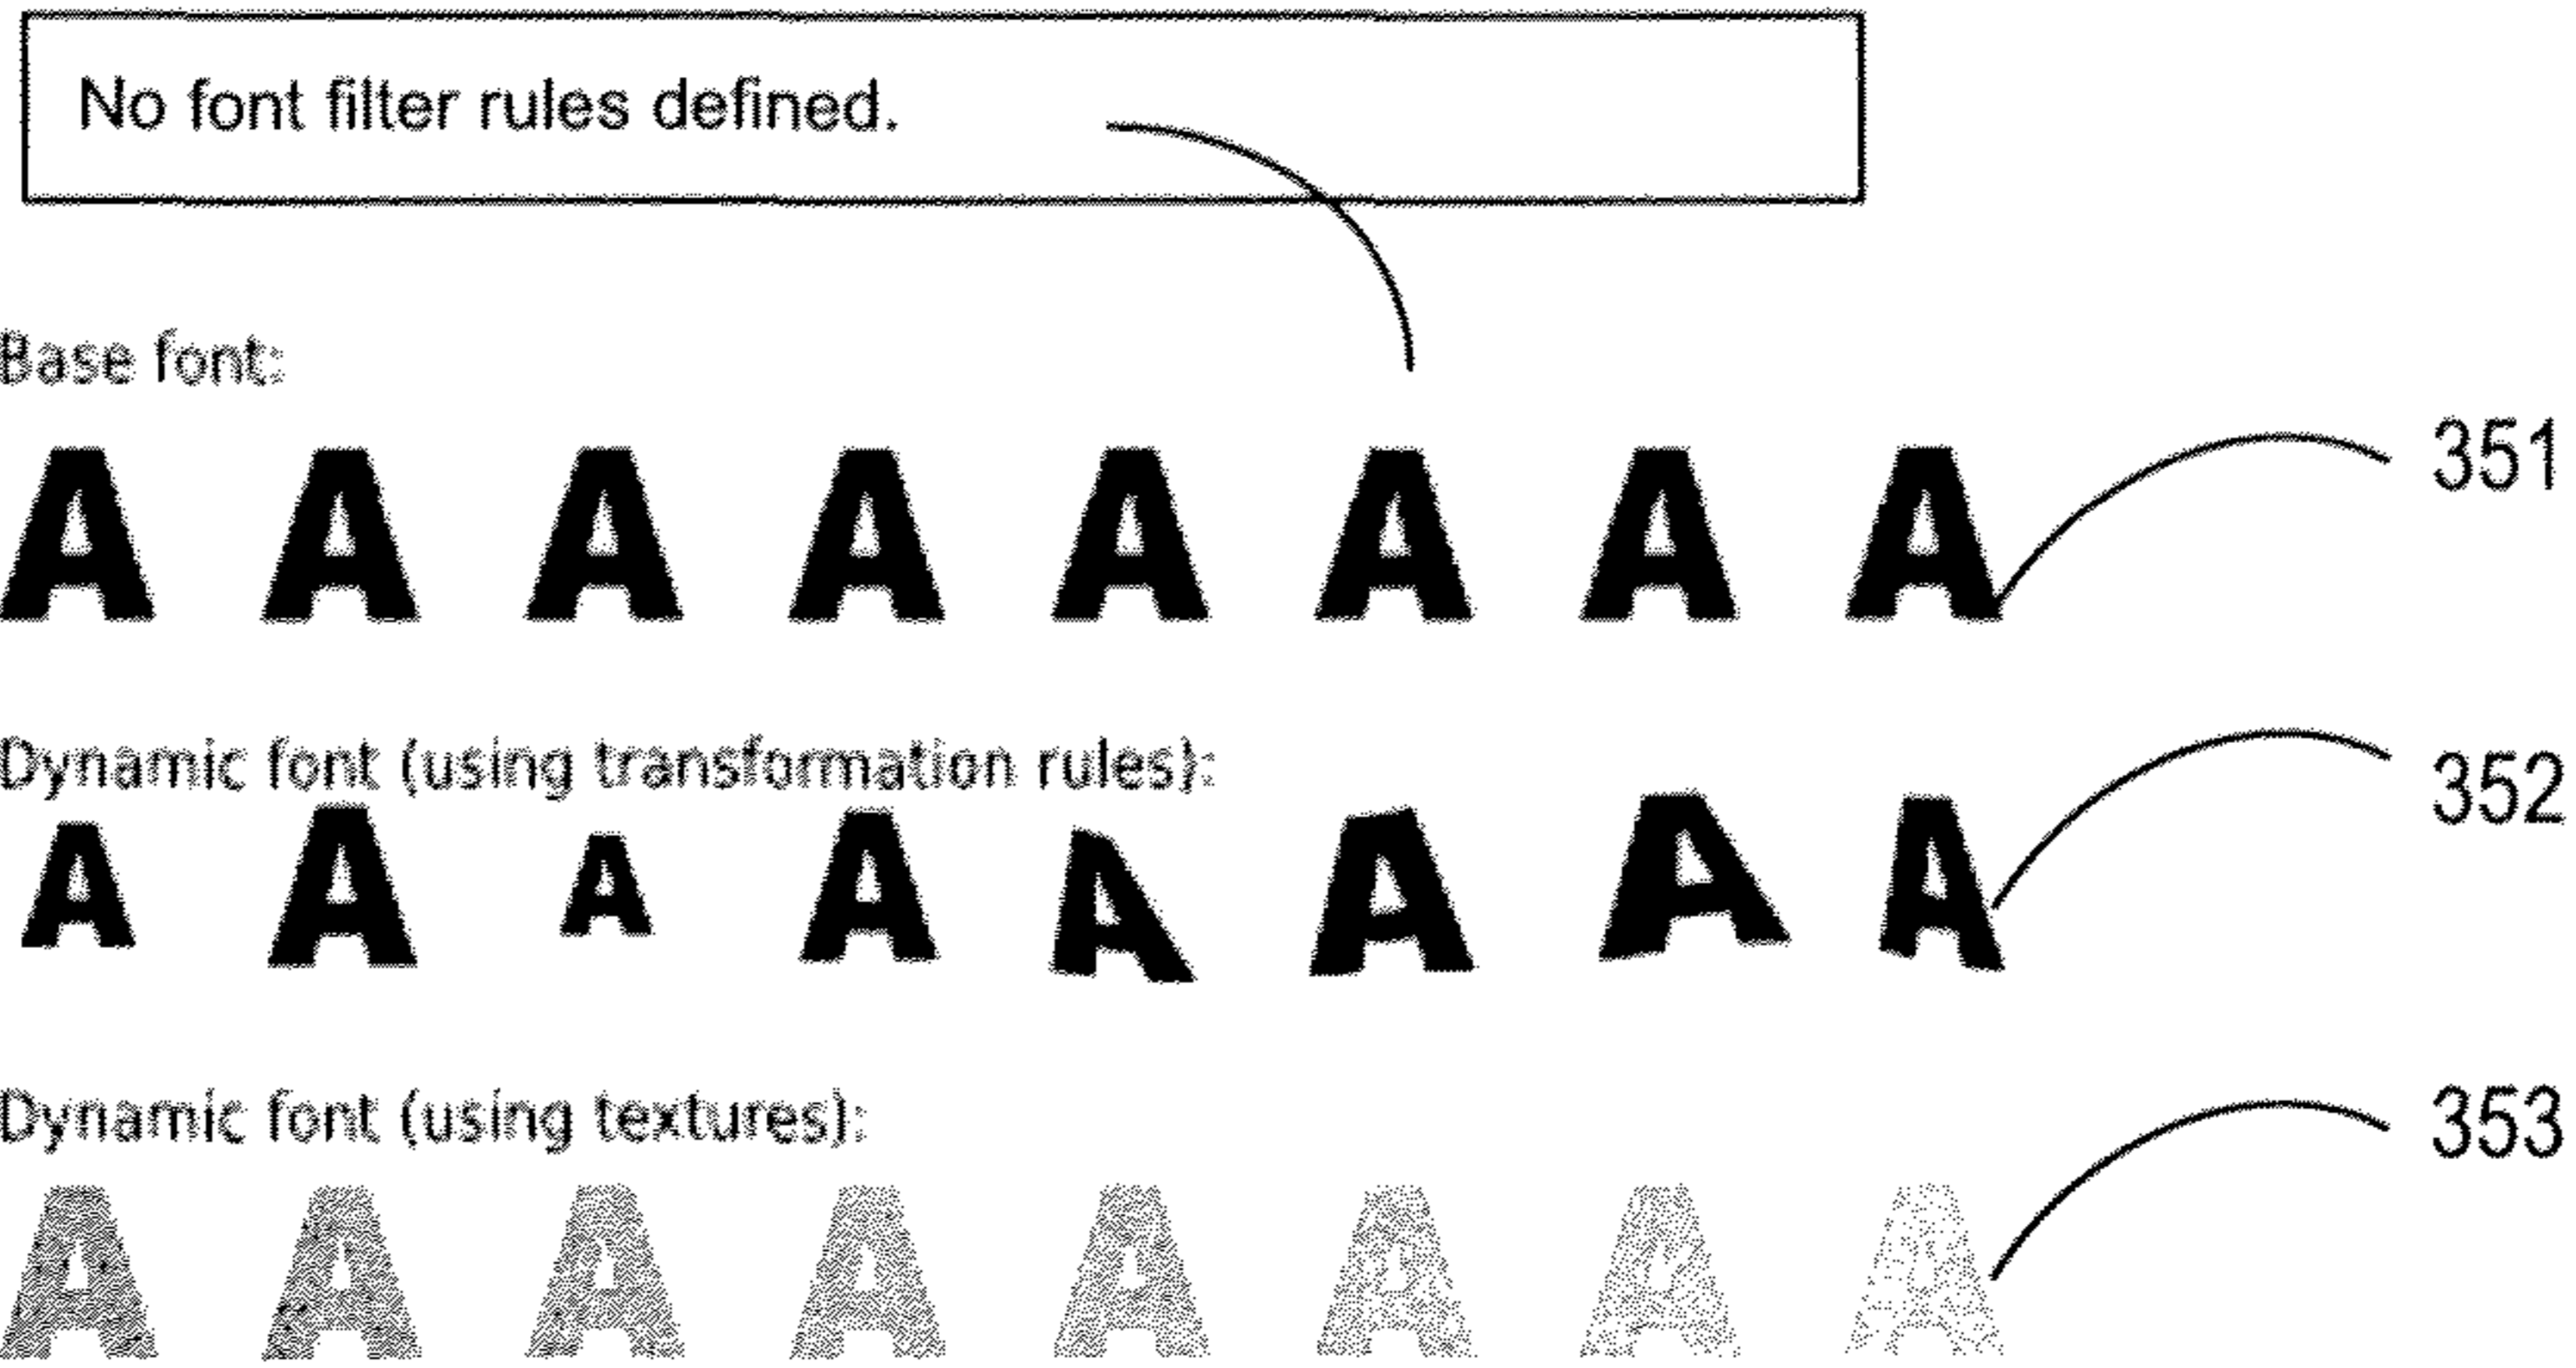 No font filter rules defined.
Base font:
A A A A A A A A 351
Dynamic font (using transformation rules):
A A A A A A A A 352
Dynamic font (using textures):
A A A A A A A A 353